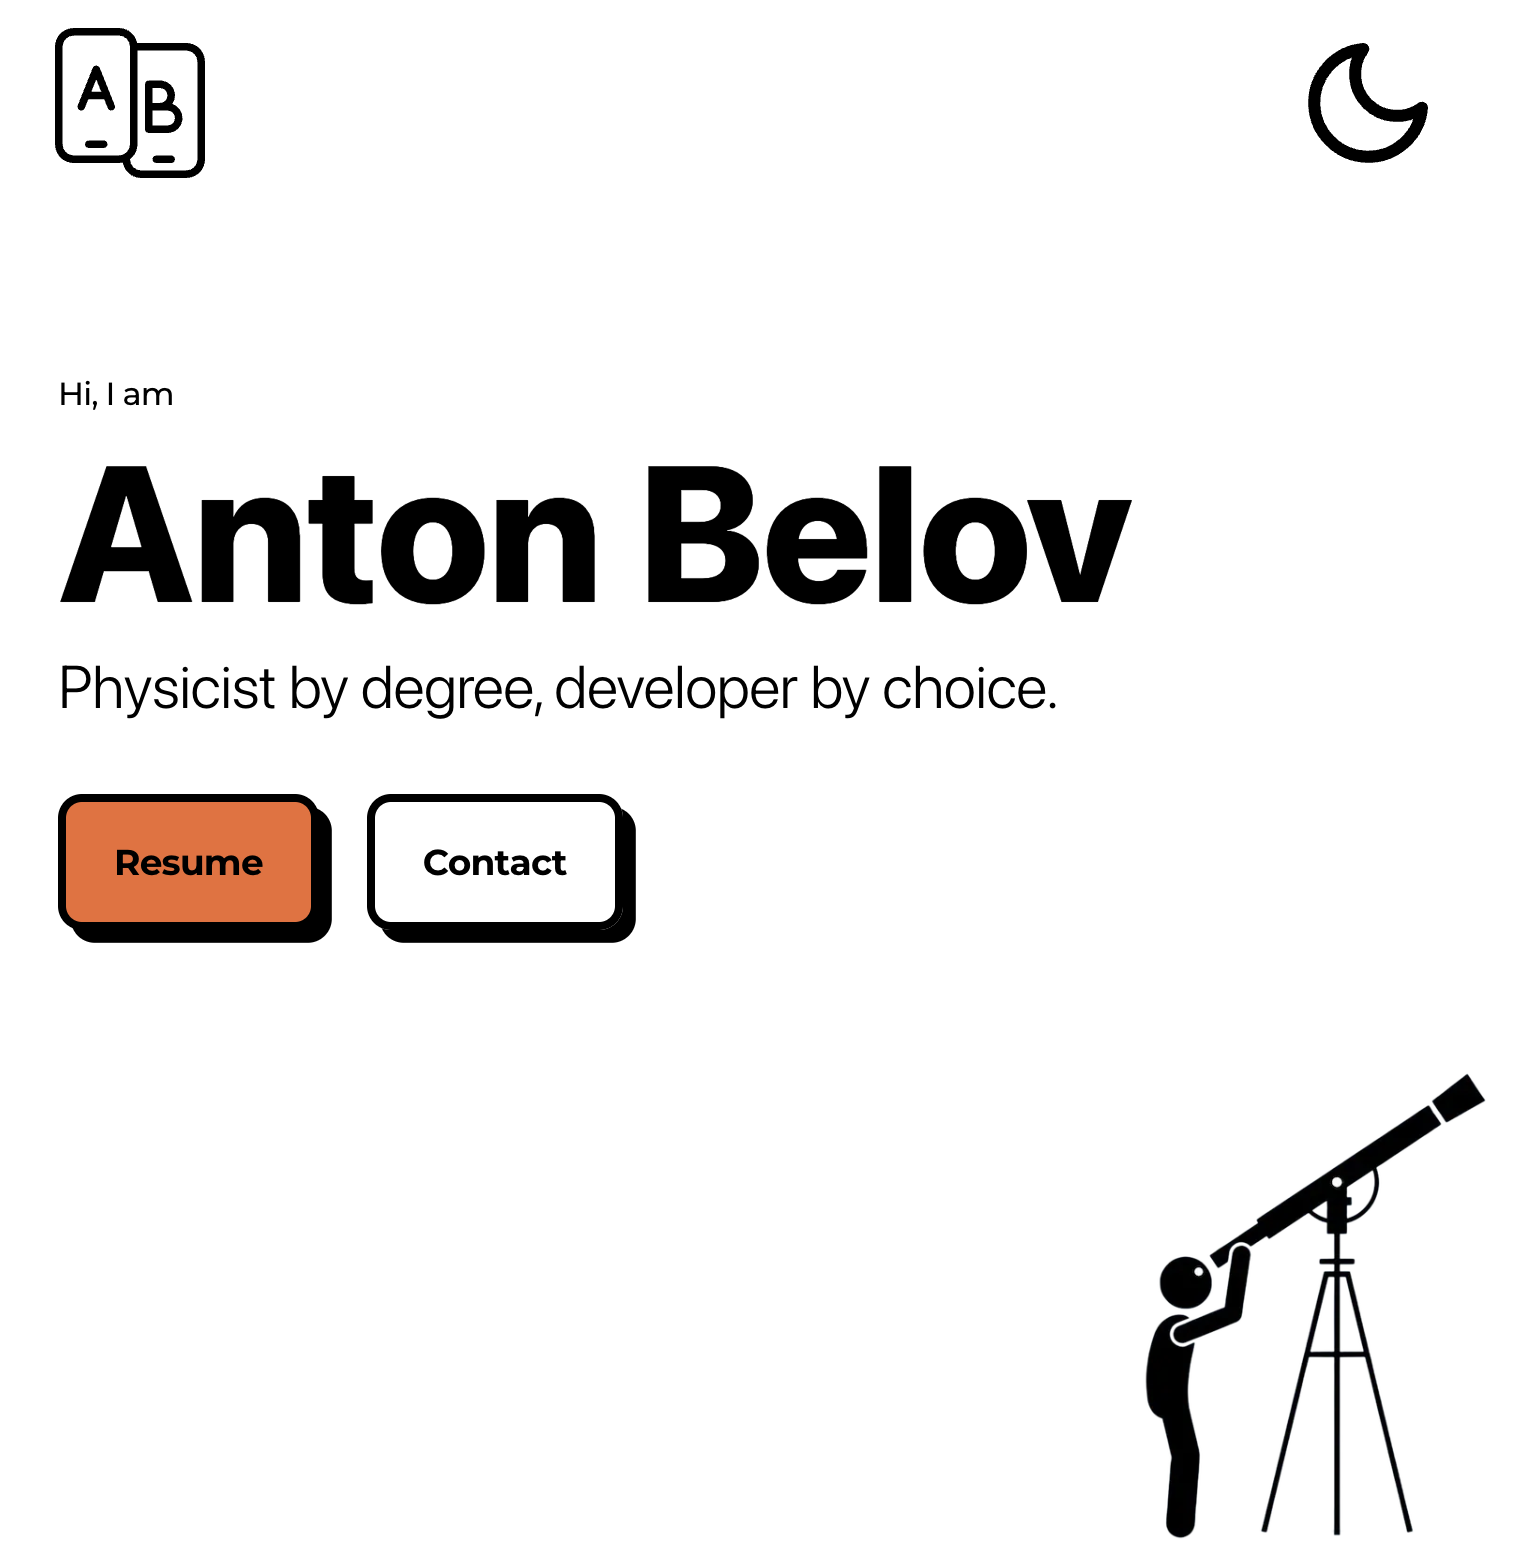 A B
Hi, I am
Anton Belov
Physicist by degree, developer by choice.
Resume Contact